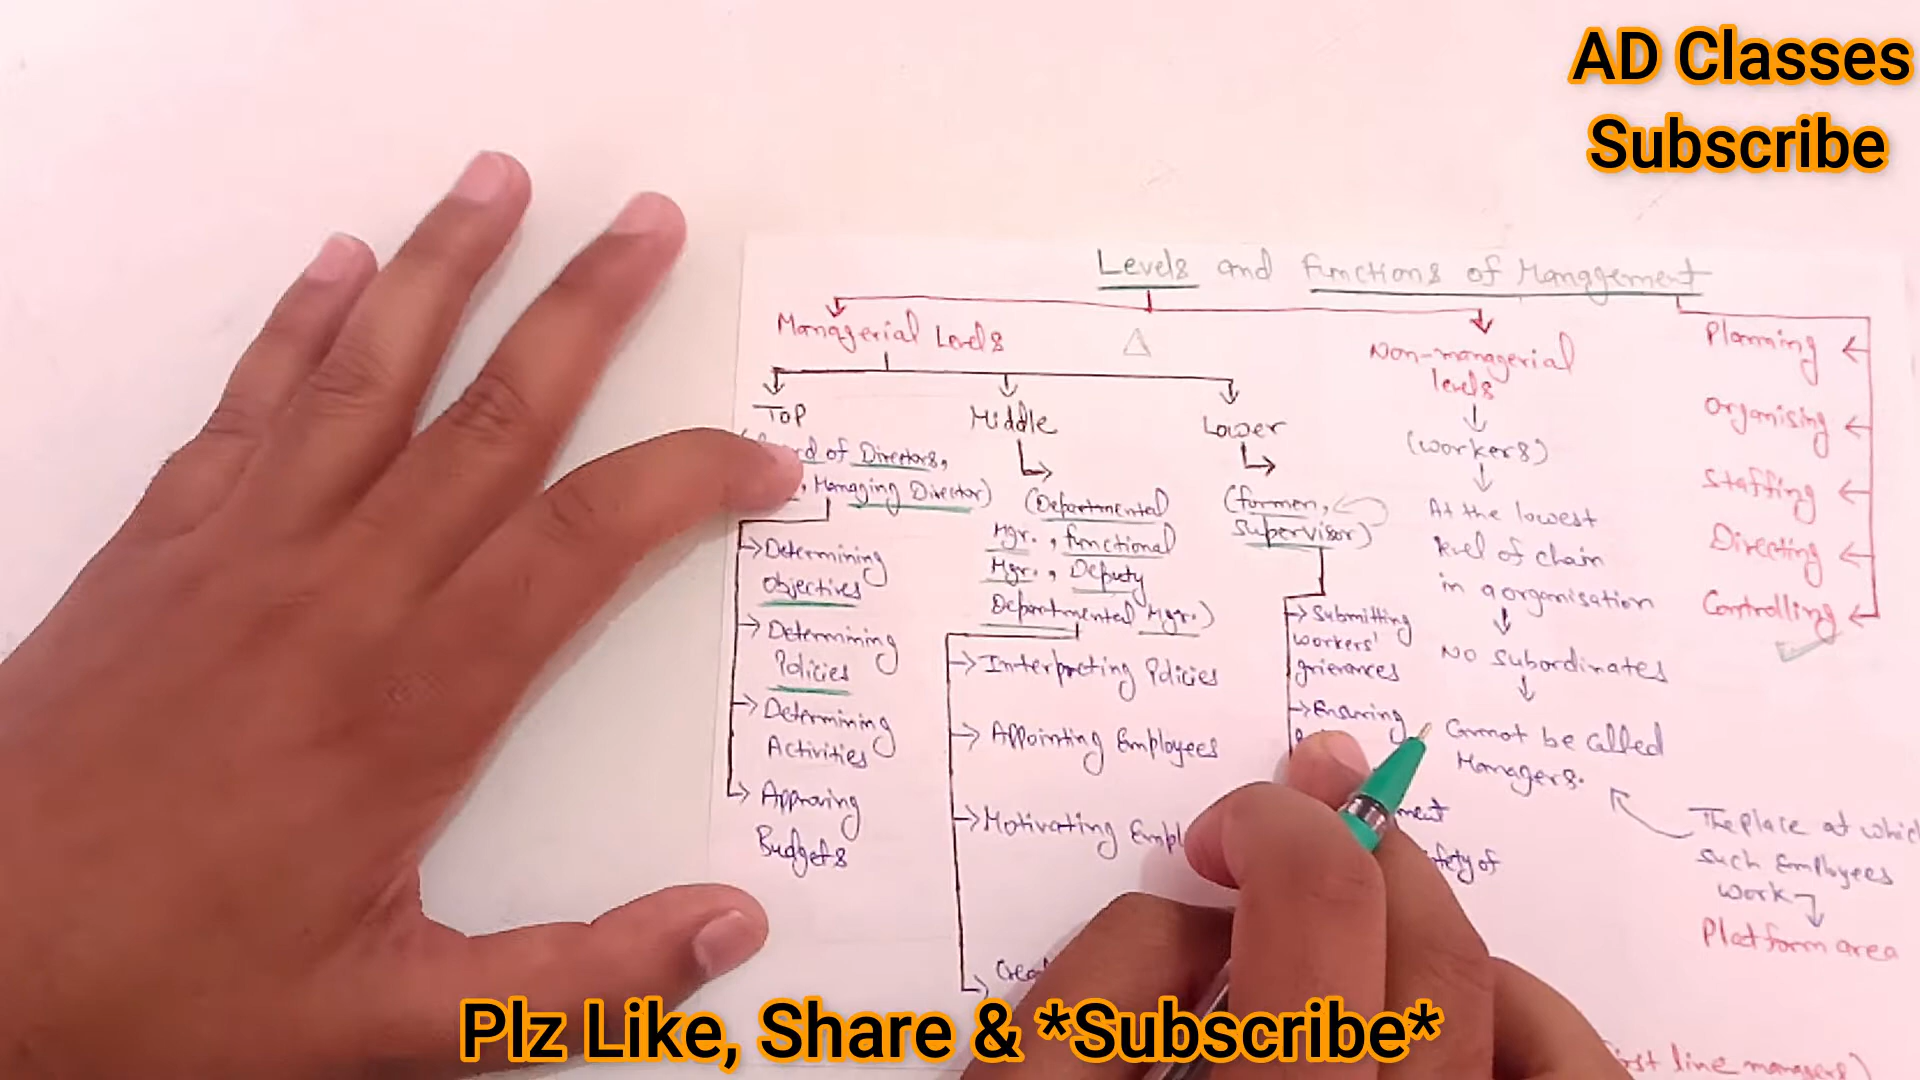 AD Classes
Subscribe
Levels and functions of Management
Managerial Levels
Top
of Directors,
, Managing Director)
Determining
Objectives
Determining
Policies
Determining
Activities
Approving
Budgets
Middle
(Departmental
Mgr., functional
Mgr., Deputy
Departmental Mgr.)
Interpreting Policies
Appointing Employees
Motivating
Lower
(formen,
supervisor)
Submitting
workers'
grievances
Ensuring
Non-managerial
levels
(workers)
At the lowest
level of chain
in a organisation
No subordinates
Cannot be called
Managers.
The place at which
such Employees
work
Platform area
Planning
Organising
Staffing
Directing
Controlling
line managers)
Plz Like, Share & *Subscribe*